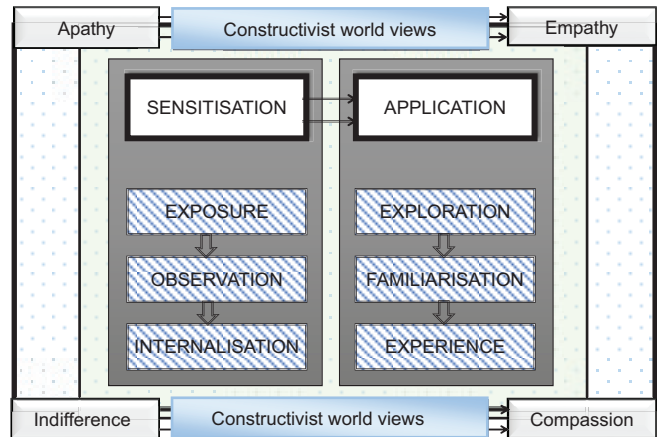 Apathy
Constructivist world views
Empathy
SENSITISATION
APPLICATION
EXPOSURE
EXPLORATION
OBSERVATION
FAMILIARISATION
INTERNALISATION
EXPERIENCE
Indifference
Constructivist world views
Compassion